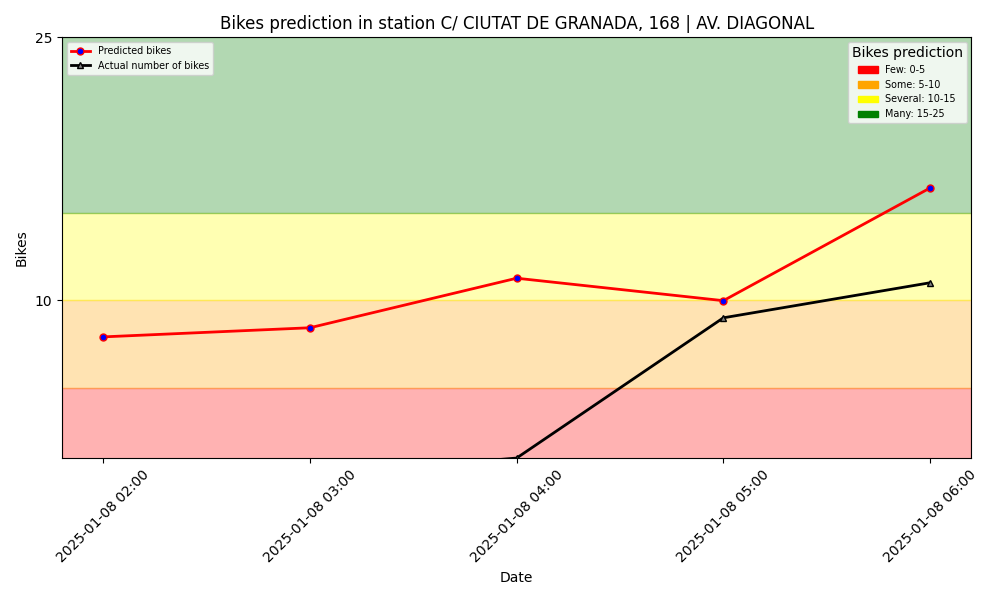 Bikes prediction in station C/ CIUTAT DE GRANADA, 168 | AV. DIAGONAL
25
10
Bikes
Predicted bikes
Actual number of bikes
Bikes prediction
Few: 0-5
Some: 5-10
Several: 10-15
Many: 15-25
2025-01-08 02:00
2025-01-08 03:00
2025-01-08 04:00
2025-01-08 05:00
2025-01-08 06:00
Date